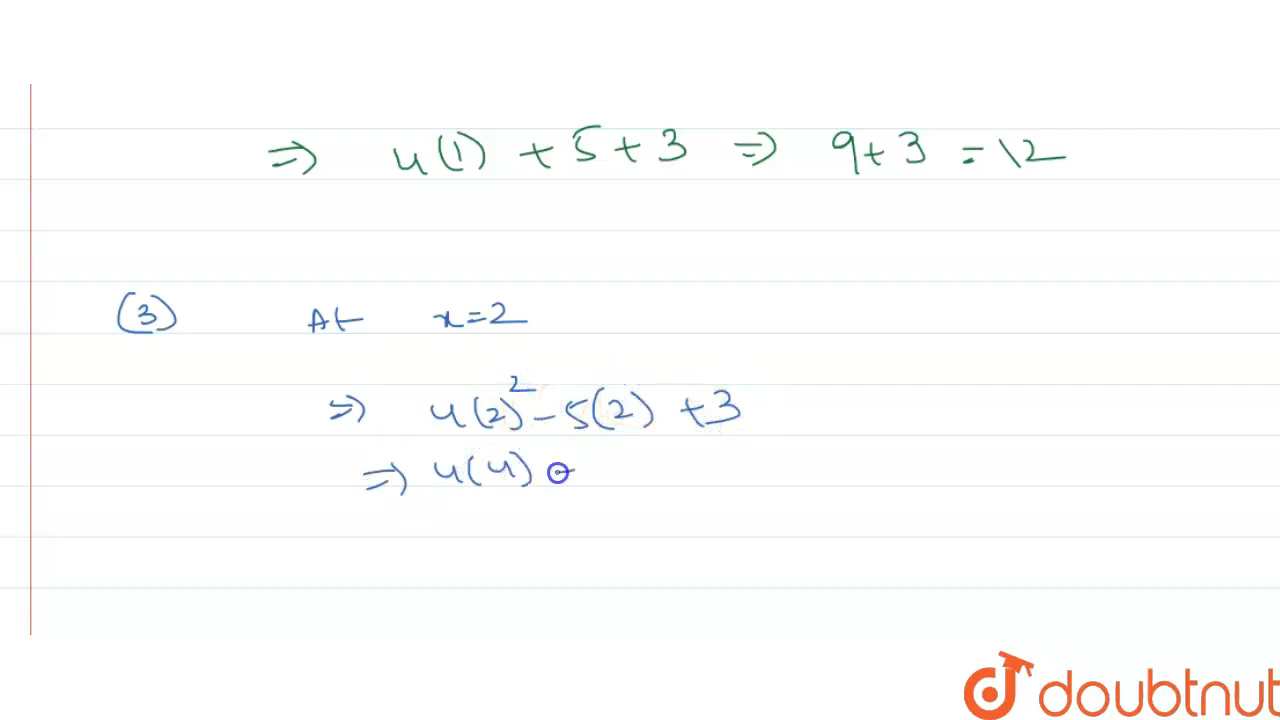 ⇒ 4(1) + 5 + 3 ⇒ 9 + 3 = 12
(3) At x=2
⇒ 4(2)² - 5(2) + 3
⇒ 4(4) -
doubtnut